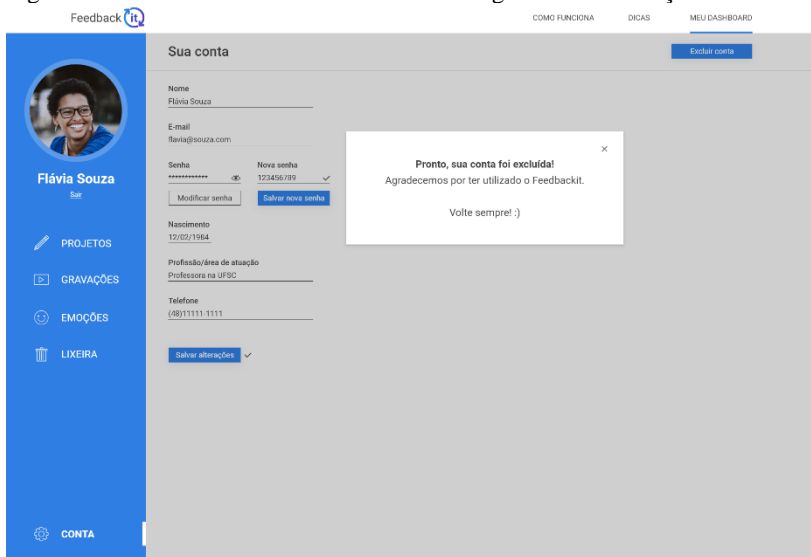 Feedback it
COMO FUNCIONA
DICAS
MEU DASHBOARD
Sua conta
Excluir conta
Nome
Flávia Souza
E-mail
flavia@souza.com
Senha
Nova senha
************
123456789
Modificar senha
Salvar nova senha
Nascimento
12/02/1984
Profissão/área de atuação
Professora na UFSC
Telefone
(48)11111-1111
Salvar alterações
Flávia Souza
Sair
PROJETOS
GRAVAÇÕES
EMOÇÕES
LIXEIRA
CONTA
Pronto, sua conta foi excluída!
Agradecemos por ter utilizado o Feedbackit.
Volte sempre! :)